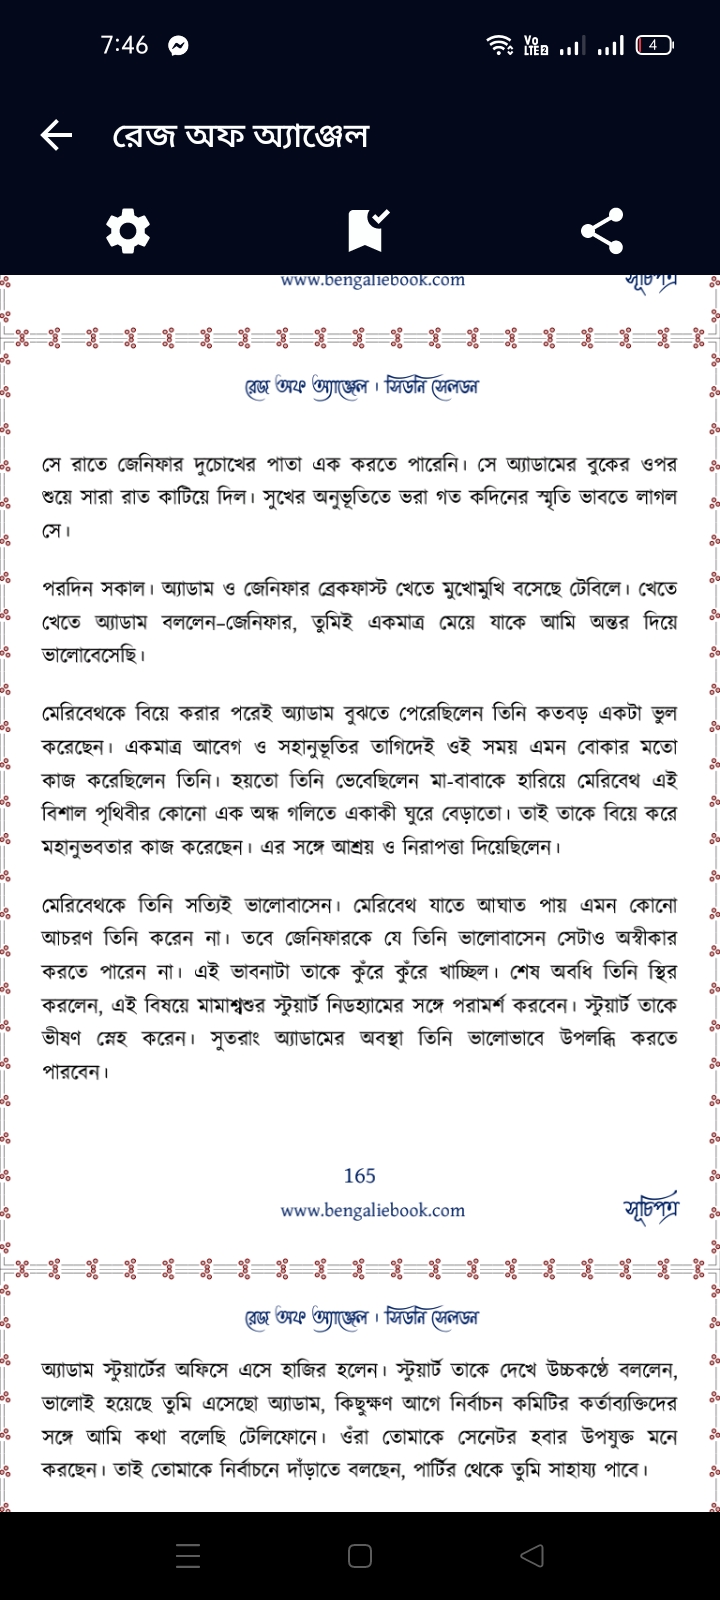 7:46
Vo
LTE2
4
রেজ অফ অ্যাঞ্জেল
www.bengaliebook.com
সূচিপত্র
রেজ অফ অ্যাঞ্জেল । সিডনি সেলডন
সে রাতে জেনিফার দুচোখের পাতা এক করতে পারেনি। সে অ্যাডামের বুকের ওপর
শুয়ে সারা রাত কাটিয়ে দিল। সুখের অনুভূতিতে ভরা গত কদিনের স্মৃতি ভাবতে লাগল
সে।
পরদিন সকাল। অ্যাডাম ও জেনিফার ব্রেকফাস্ট খেতে মুখোমুখি বসেছে টেবিলে। খেতে
খেতে অ্যাডাম বললেন–জেনিফার, তুমিই একমাত্র মেয়ে যাকে আমি অন্তর দিয়ে
ভালোবেসেছি।
মেরিবেথকে বিয়ে করার পরেই অ্যাডাম বুঝতে পেরেছিলেন তিনি কতবড় একটা ভুল
করেছেন। একমাত্র আবেগ ও সহানুভূতির তাগিদেই ওই সময় এমন বোকার মতো
কাজ করেছিলেন তিনি। হয়তো তিনি ভেবেছিলেন মা-বাবাকে হারিয়ে মেরিবেথ এই
বিশাল পৃথিবীর কোনো এক অন্ধ গলিতে একাকী ঘুরে বেড়াতো। তাই তাকে বিয়ে করে
মহানুভবতার কাজ করেছেন। এর সঙ্গে আশ্রয় ও নিরাপত্তা দিয়েছিলেন।
মেরিবেথকে তিনি সত্যিই ভালোবাসেন। মেরিবেথ যাতে আঘাত পায় এমন কোনো
আচরণ তিনি করেন না। তবে জেনিফারকে যে তিনি ভালোবাসেন সেটাও অস্বীকার
করতে পারেন না। এই ভাবনাটা তাকে কুঁরে কুঁরে খাচ্ছিল। শেষ অবধি তিনি স্থির
করলেন, এই বিষয়ে মামাশ্বশুর স্টুয়ার্ট নিডহ্যামের সঙ্গে পরামর্শ করবেন। স্টুয়ার্ট তাকে
ভীষণ স্নেহ করেন। সুতরাং অ্যাডামের অবস্থা তিনি ভালোভাবে উপলব্ধি করতে
পারবেন।
165
www.bengaliebook.com
সূচিপত্র
রেজ অফ অ্যাঞ্জেল । সিডনি সেলডন
অ্যাডাম স্টুয়ার্টের অফিসে এসে হাজির হলেন। স্টুয়ার্ট তাকে দেখে উচ্চকণ্ঠে বললেন,
ভালোই হয়েছে তুমি এসেছো অ্যাডাম, কিছুক্ষণ আগে নির্বাচন কমিটির কর্তাব্যক্তিদের
সঙ্গে আমি কথা বলেছি টেলিফোনে। ওঁরা তোমাকে সেনেটর হবার উপযুক্ত মনে
করছেন। তাই তোমাকে নির্বাচনে দাঁড়াতে বলছেন, পার্টির থেকে তুমি সাহায্য পাবে।